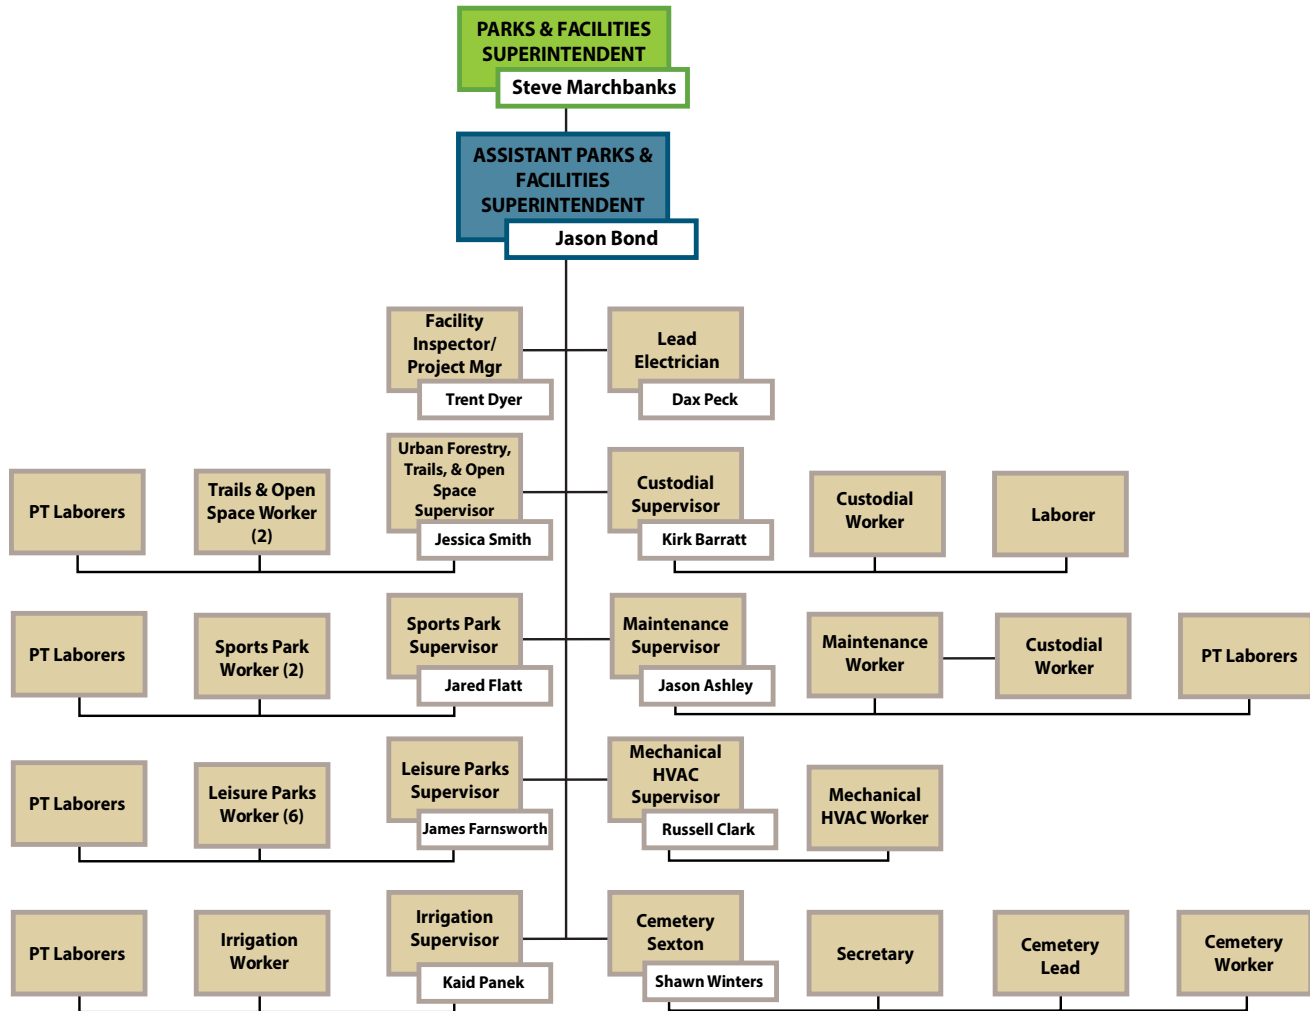 PARKS & FACILITIES
SUPERINTENDENT
Steve Marchbanks
ASSISTANT PARKS &
FACILITIES
SUPERINTENDENT
Jason Bond
Facility
Inspector/
Project Mgr
Trent Dyer
Lead
Electrician
Dax Peck
PT Laborers
Trails & Open
Space Worker
(2)
Urban Forestry,
Trails, & Open
Space
Supervisor
Jessica Smith
Custodial
Supervisor
Kirk Barratt
Custodial
Worker
Laborer
PT Laborers
Sports Park
Worker (2)
Sports Park
Supervisor
Jared Flatt
Maintenance
Supervisor
Jason Ashley
Maintenance
Worker
Custodial
Worker
PT Laborers
PT Laborers
Leisure Parks
Worker (6)
Leisure Parks
Supervisor
James Farnsworth
Mechanical
HVAC
Supervisor
Russell Clark
Mechanical
HVAC Worker
PT Laborers
Irrigation
Worker
Irrigation
Supervisor
Kaid Panek
Cemetery
Sexton
Shawn Winters
Secretary
Cemetery
Lead
Cemetery
Worker